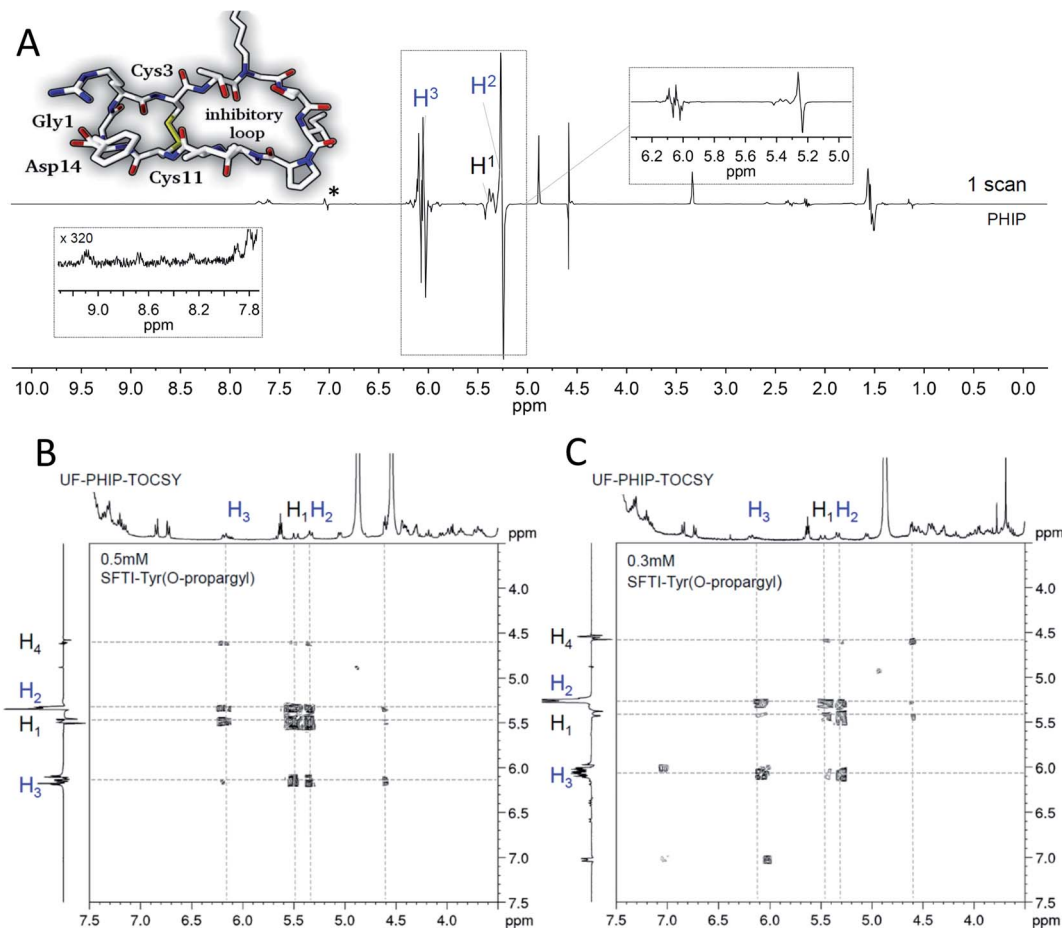 A
Cys3
Gly1
inhibitory
loop
Asp14
Cys11
*
H3
H2
H1
6.2 6.0 5.8 5.6 5.4 5.2 5.0
ppm
1 scan
PHIP
x 320
9.0 8.6 8.2 7.8
ppm
10.0 9.5 9.0 8.5 8.0 7.5 7.0 6.5 6.0 5.5 5.0 4.5 4.0 3.5 3.0 2.5 2.0 1.5 1.0 0.5 0.0
ppm
B
UF-PHIP-TOCSY
H3 H1 H2
ppm
0.5mM
SFTI-Tyr(O-propargyl)
H4
H2
H1
H3
4.0
4.5
5.0
5.5
6.0
6.5
7.0
7.5
7.5 7.0 6.5 6.0 5.5 5.0 4.5 4.0 ppm
C
UF-PHIP-TOCSY
H3 H1 H2
ppm
0.3mM
SFTI-Tyr(O-propargyl)
H4
H2
H1
H3
4.0
4.5
5.0
5.5
6.0
6.5
7.0
7.5
7.5 7.0 6.5 6.0 5.5 5.0 4.5 4.0 ppm